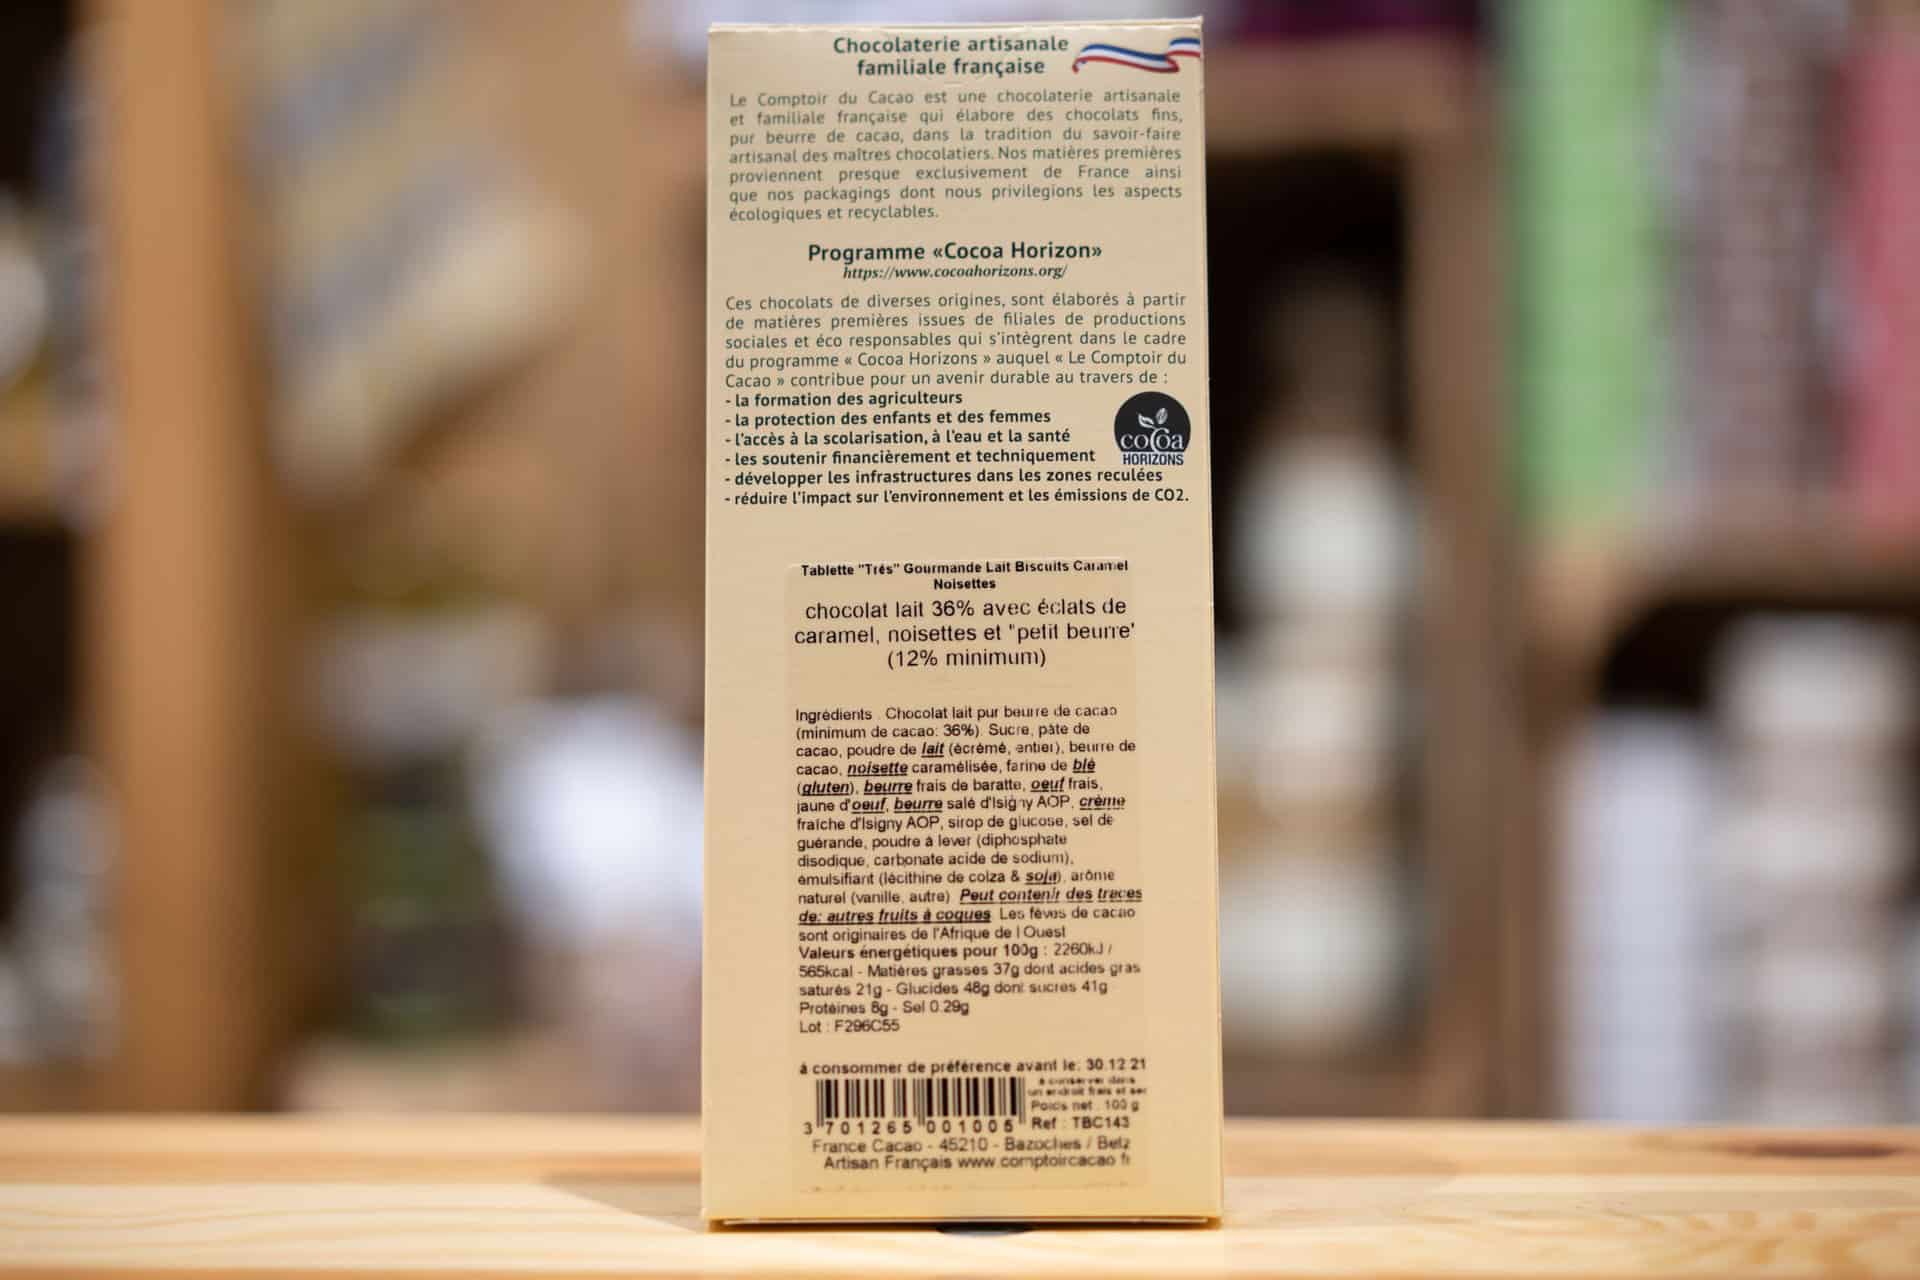 Chocolaterie artisanale
familiale française
Le Comptoir du Cacao est une chocolaterie artisanale
et familiale française qui élabore des chocolats fins,
pur beurre de cacao, dans la tradition du savoir-faire
artisanal des maîtres chocolatiers. Nos matières premières
proviennent presque exclusivement de France ainsi
que nos packagings dont nous privilegions les aspects
écologiques et recyclables.
Programme «Cocoa Horizon»
https://www.cocoahorizons.org/
Ces chocolats de diverses origines, sont élaborés à partir
de matières premières issues de filiales de productions
sociales et éco responsables qui s'intègrent dans le cadre
du programme « Cocoa Horizons » auquel « Le Comptoir du
Cacao » contribue pour un avenir durable au travers de :
- la formation des agriculteurs
- la protection des enfants et des femmes
- l'accès à la scolarisation, à l'eau et la santé
- les soutenir financièrement et techniquement
- développer les infrastructures dans les zones reculées
- réduire l'impact sur l'environnement et les émissions de CO2.
cocoa
HORIZONS
Tablette "Trés" Gourmande Lait Biscuits Caramel
Noisettes
chocolat lait 36% avec éclats de
caramel, noisettes et "petit beurre'
(12% minimum)
Ingrédients : Chocolat lait pur beurre de cacao
(minimum de cacao: 36%). Sucre, pâte de
cacao, poudre de lait (écrémé, entier), beurre de
cacao, noisette caramélisée, farine de blé
(gluten), beurre frais de baratte, oeuf frais,
jaune d'oeuf, beurre salé d'Isigny AOP, crème
fraîche d'Isigny AOP, sirop de glucose, sel de
guérande, poudre à lever (diphosphate
disodique, carbonate acide de sodium),
émulsifiant (lécithine de colza & soja), arôme
naturel (vanille, autre) Peut contenir des traces
de: autres fruits à coques Les fèves de cacao
sont originaires de l'Afrique de l Ouest
Valeurs énergétiques pour 100g : 2260kJ /
565kcal - Matières grasses 37g dont acides gras
saturés 21g - Glucides 48g dont sucres 41g
Protéines 8g - Sel 0.29g
Lot : F296C55
à consommer de préférence avant le: 30.12.21
à conserver dans
un endroit frais et sec
Poids net : 100 g
3 701265 001005 Ref : TBC143
France Cacao - 45210 - Bazoches / Betz
Artisan Français www.comptoircacao.fr